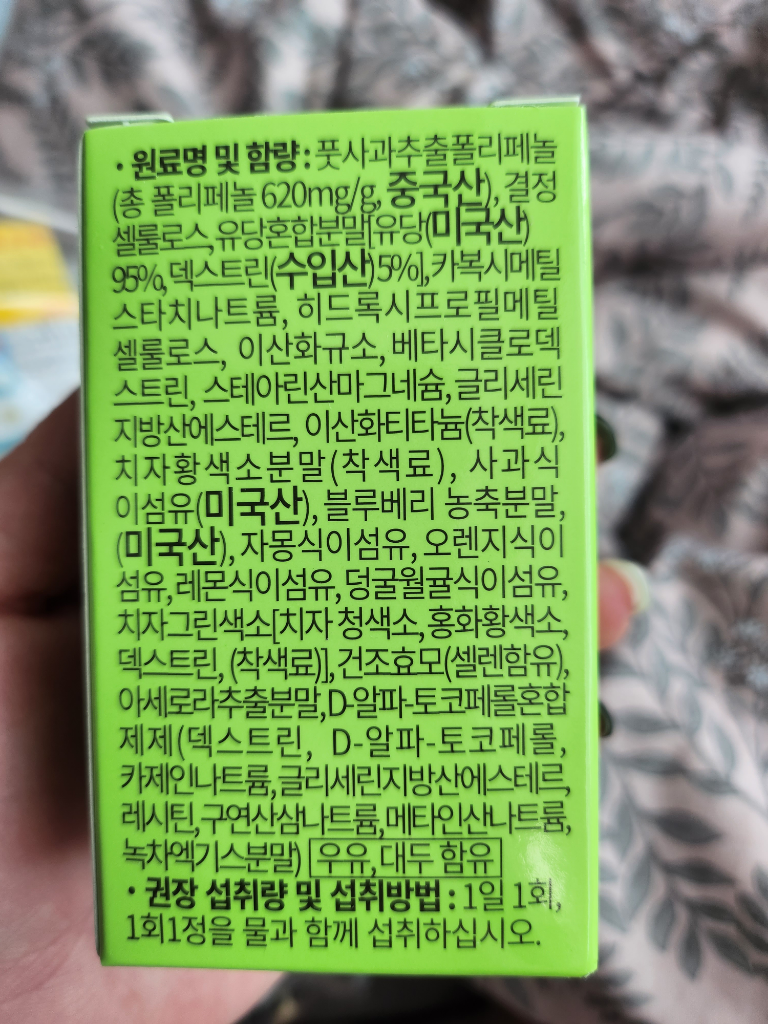 · 원료명 및 함량 : 풋사과추출폴리페놀
(총 폴리페놀 620mg/g, 중국산), 결정
셀룰로스, 유당혼합분말[유당(미국산)
95%, 덱스트린(수입산)5%], 카복시메틸
스타치나트륨, 히드록시프로필메틸
셀룰로스, 이산화규소, 베타시클로덱
스트린, 스테아린산마그네슘, 글리세린
지방산에스테르, 이산화티타늄(착색료),
치자황색소분말(착색료), 사과식
이섬유(미국산), 블루베리 농축분말,
(미국산), 자몽식이섬유, 오렌지식이
섬유, 레몬식이섬유, 덩굴월귤식이섬유,
치자그린색소[치자 청색소, 홍화황색소,
덱스트린, (착색료)], 건조효모(셀렌함유),
아세로라추출분말, D-알파-토코페롤혼합
제제(덱스트린, D-알파-토코페롤,
카제인나트륨, 글리세린지방산에스테르,
레시틴, 구연산삼나트륨, 메타인산나트륨,
녹차엑기스분말) 우유, 대두 함유
· 권장 섭취량 및 섭취방법 : 1일 1회,
1회1정을 물과 함께 섭취하십시오.